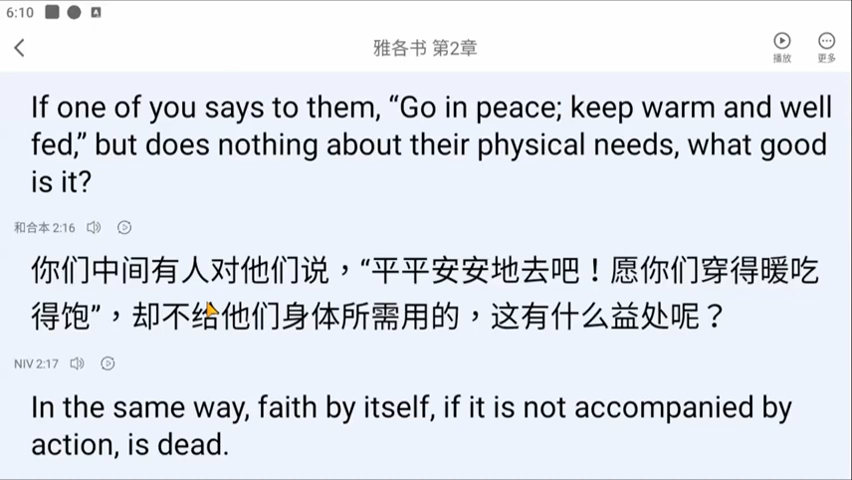 6:10
雅各书 第2章
播放
更多
If one of you says to them, “Go in peace; keep warm and well
fed,” but does nothing about their physical needs, what good
is it?
和合本 2:16
你们中间有人对他们说，“平平安安地去吧！愿你们穿得暖吃
得饱”，却不给他们身体所需用的，这有什么益处呢？
NIV 2:17
In the same way, faith by itself, if it is not accompanied by
action, is dead.